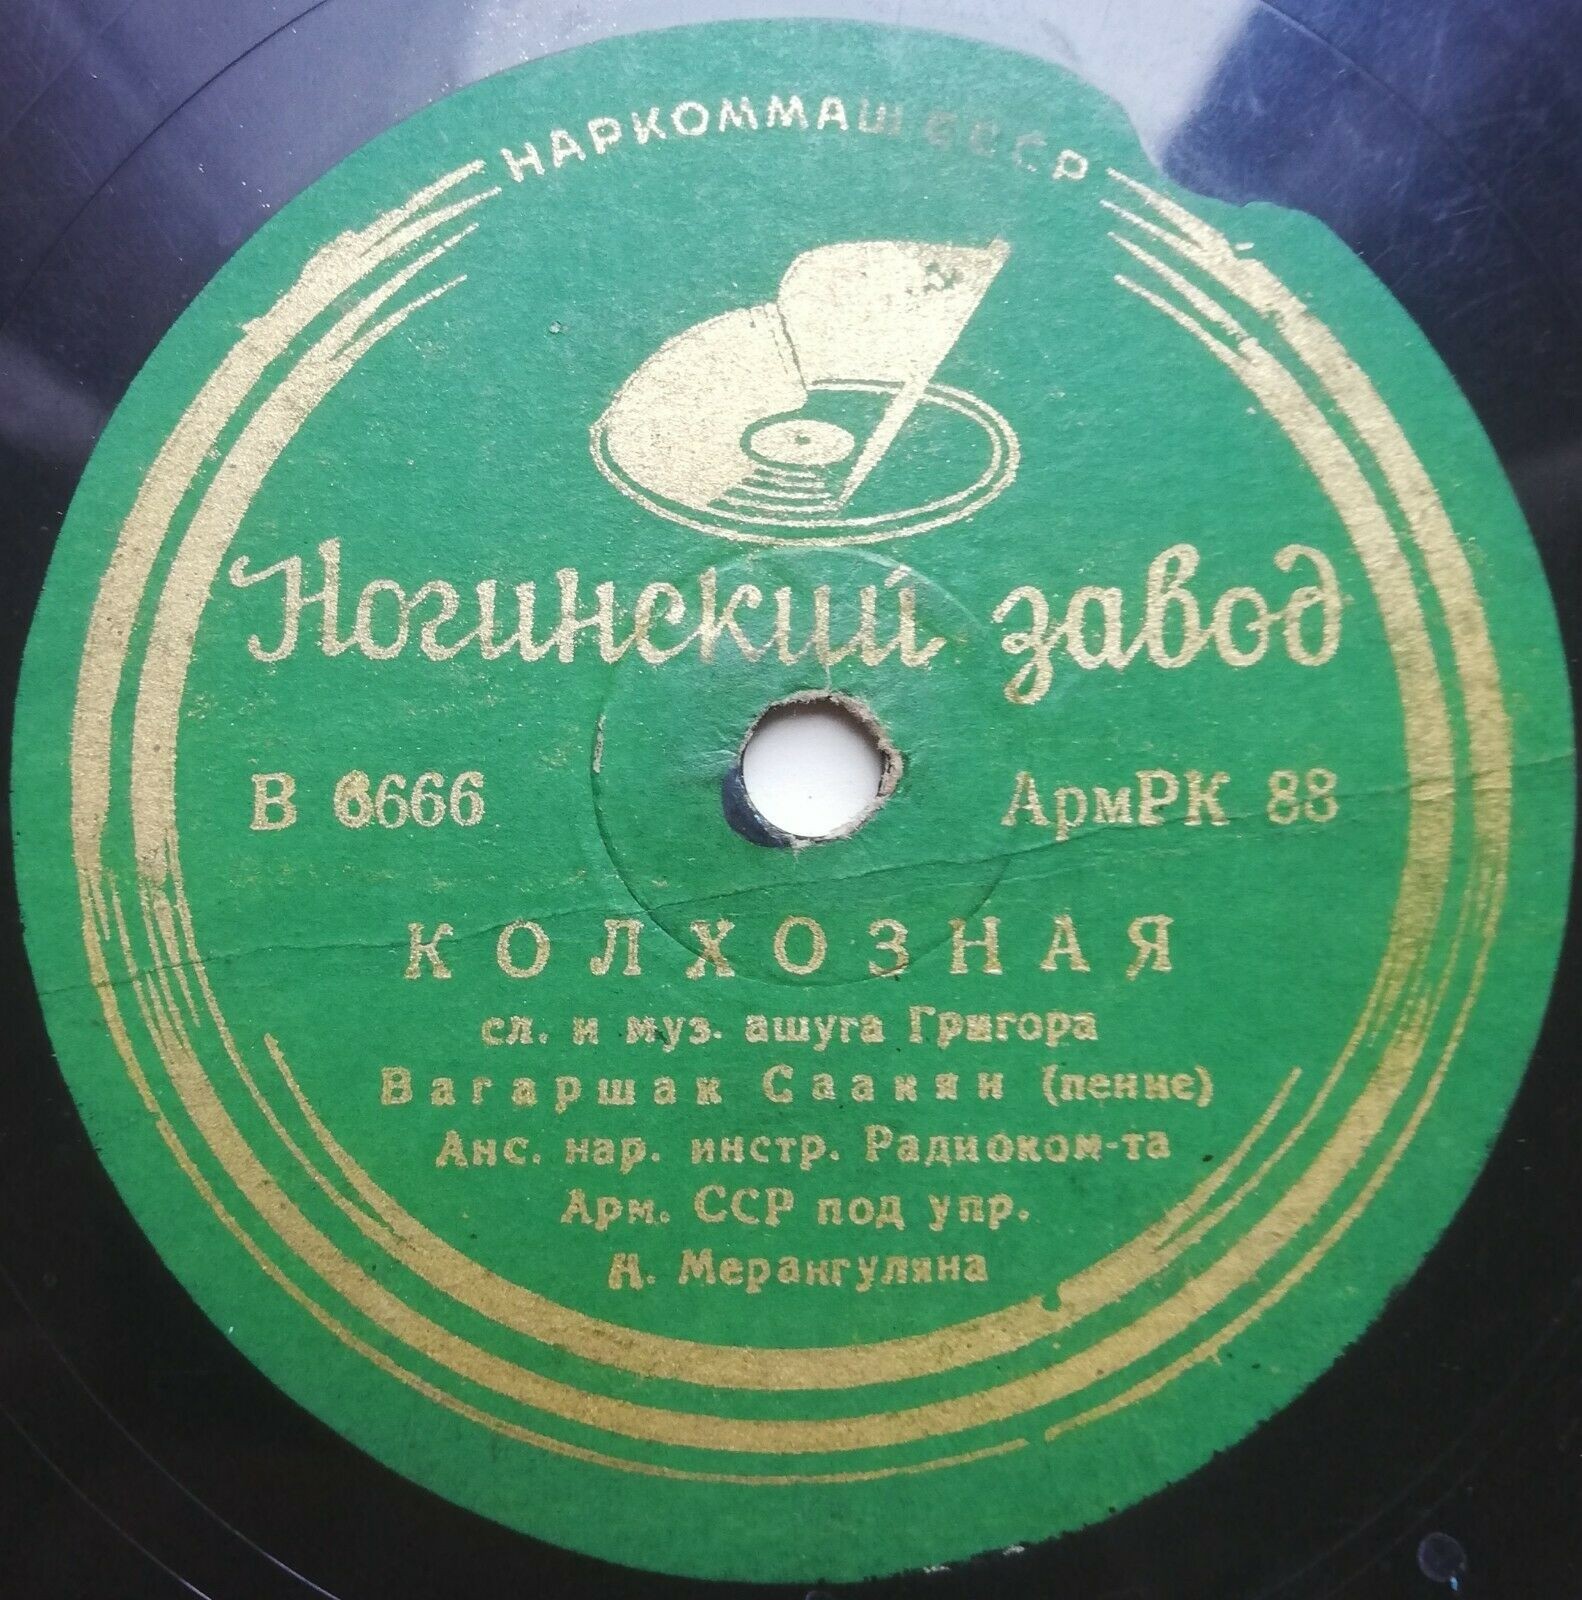 НАРКОММАШ СССР
Ногинский завод
В 6666
АрмРК 88
КОЛХОЗНАЯ
сл. и муз. ашуга Григора
Вагаршак Саакян (пение)
Анс. нар. инстр. Радиоком-та
Арм. ССР под упр.
Мерангуляна